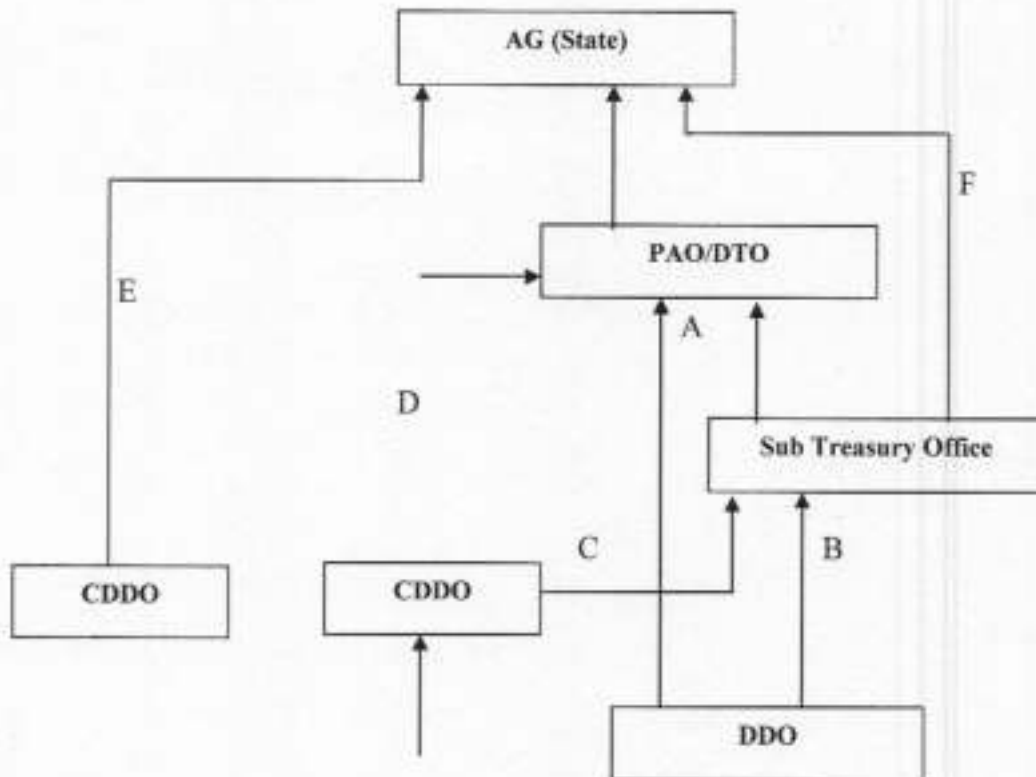 AG (State)
F
PAO/DTO
E
A
D
Sub Treasury Office
C
B
CDDO
CDDO
DDO